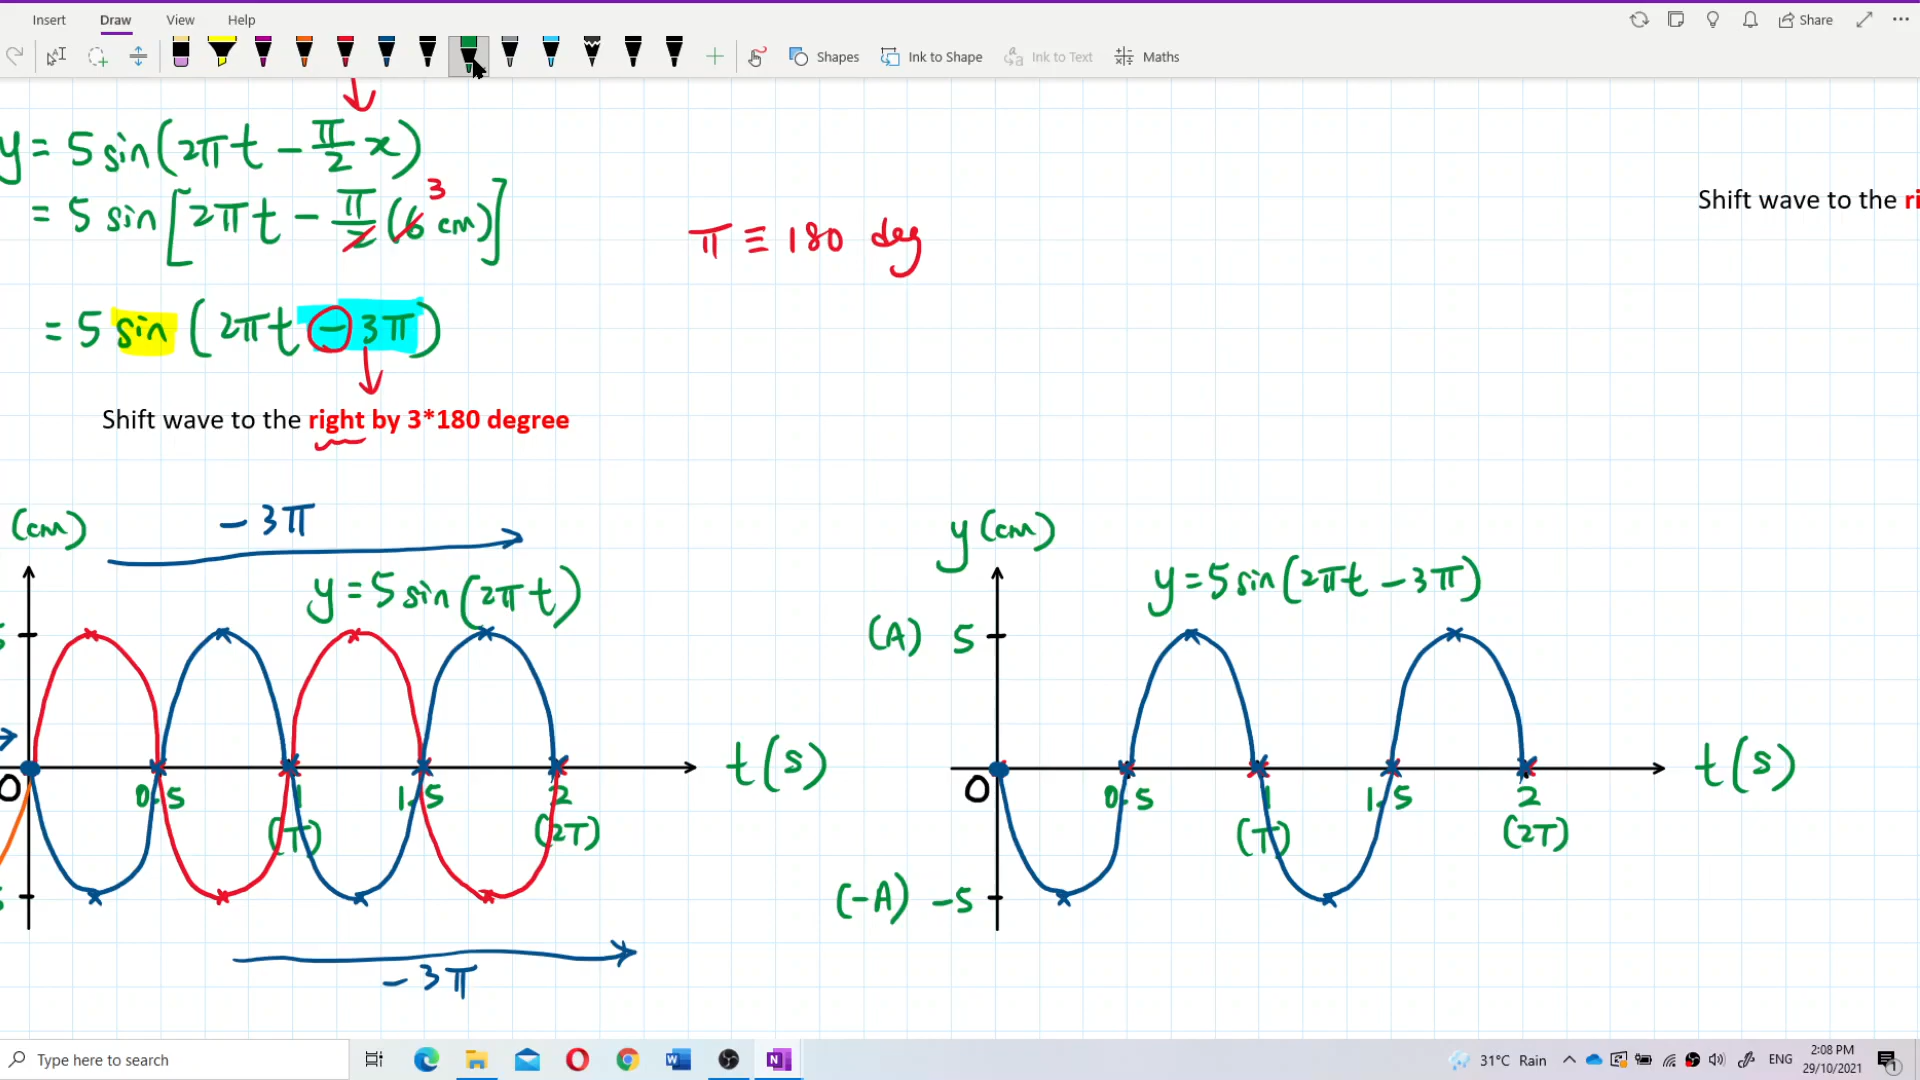 Insert Draw View Help
Share
Shapes Ink to Shape Ink to Text Maths
y = 5 sin(2πt - π/2 x)
= 5 sin[2πt - π/2 (6 cm)]
3
π ≡ 180 deg
Shift wave to the ri
= 5 sin (2πt - 3π)
Shift wave to the right by 3*180 degree
- 3π
(cm)
y = 5 sin(2πt)
5
0
0.5
1
1.5
2
(T)
(2T)
t(s)
5
- 3π
y (cm)
y = 5 sin(2πt - 3π)
(A) 5
0
0.5
1
1.5
2
(T)
(2T)
t(s)
(-A) -5
Type here to search
31°C Rain
ENG
2:08 PM
29/10/2021
1